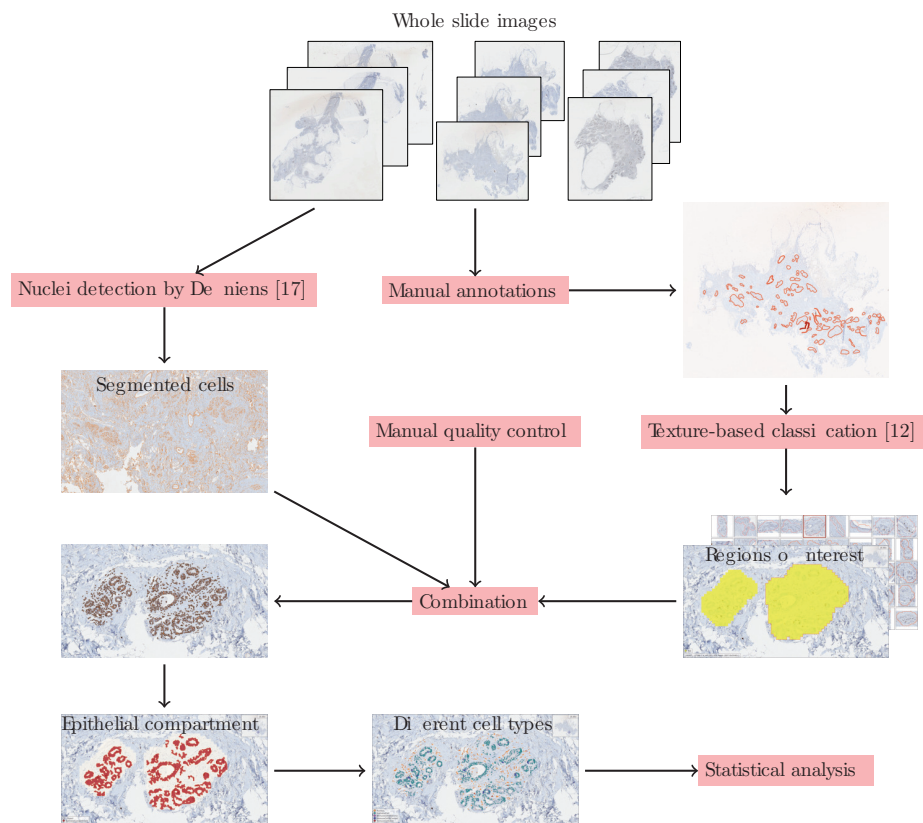 Whole slide images
Nuclei detection by De niens [17]
Manual annotations
Segmented cells
Manual quality control
Texture-based classi cation [12]
Regions o nterest
Combination
Epithelial compartment
Di erent cell types
Statistical analysis